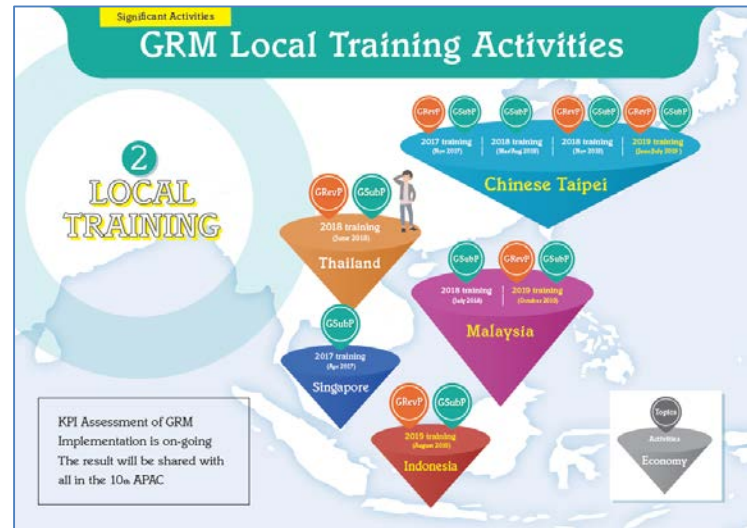 Significant Activities
GRM Local Training Activities
2
LOCAL
TRAINING
GRevP GSubP GSubP GRevP GSubP GRevP GSubP
2017 training 2018 training 2018 training 2019 training
(Nov 2017) (Mar/Aug 2018) (Nov 2018) (June/July 2019)
Chinese Taipei
GRevP GSubP
2018 training
(June 2018)
Thailand
GSubP GRevP GSubP
2018 training 2019 training
(July 2018) (October 2019)
Malaysia
GSubP
2017 training
(Apr 2017)
Singapore
GRevP GSubP
2019 training
(August 2019)
Indonesia
KPI Assessment of GRM
Implementation is on-going
The result will be shared with
all in the 10th APAC
Topics
Activities
Economy